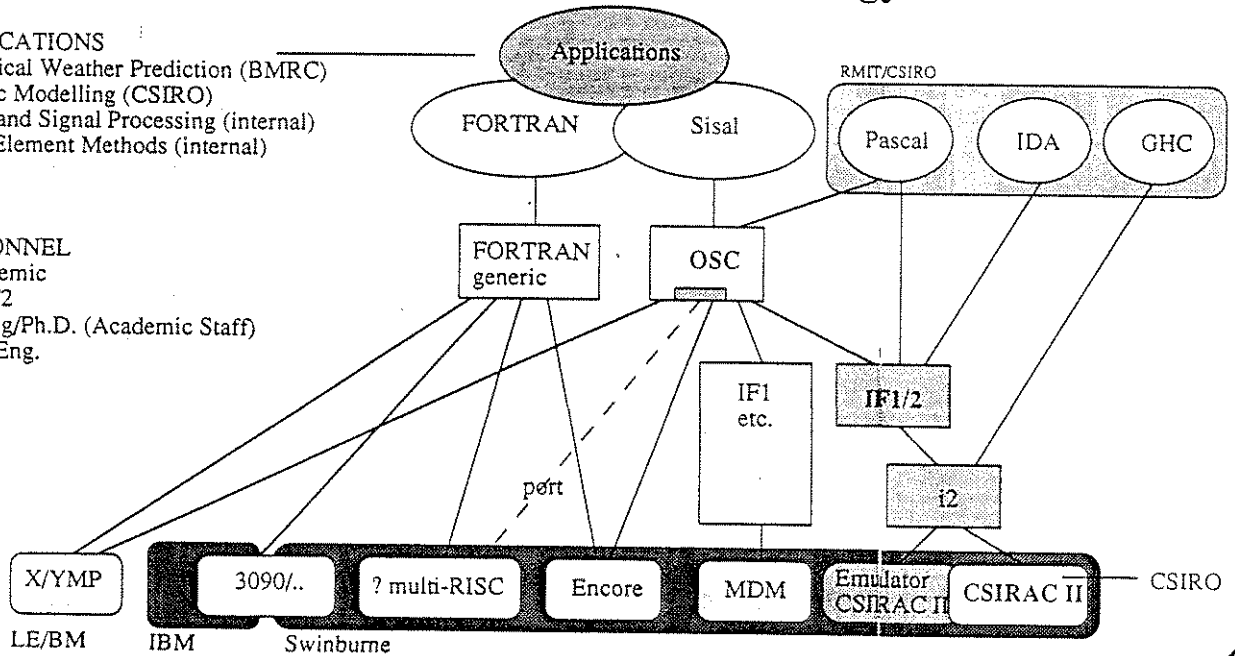 CATIONS
ical Weather Prediction (BMRC)
c Modelling (CSIRO)
and Signal Processing (internal)
Element Methods (internal)
ONNEL
emic
/2
g/Ph.D. (Academic Staff)
Eng.
Applications
FORTRAN
Sisal
RMIT/CSIRO
Pascal
IDA
GHC
FORTRAN
generic
OSC
IF1
etc.
IF1/2
i2
port
X/YMP
3090/..
? multi-RISC
Encore
MDM
Emulator
CSIRAC II
CSIRAC II
CSIRO
LE/BM
IBM
Swinburne